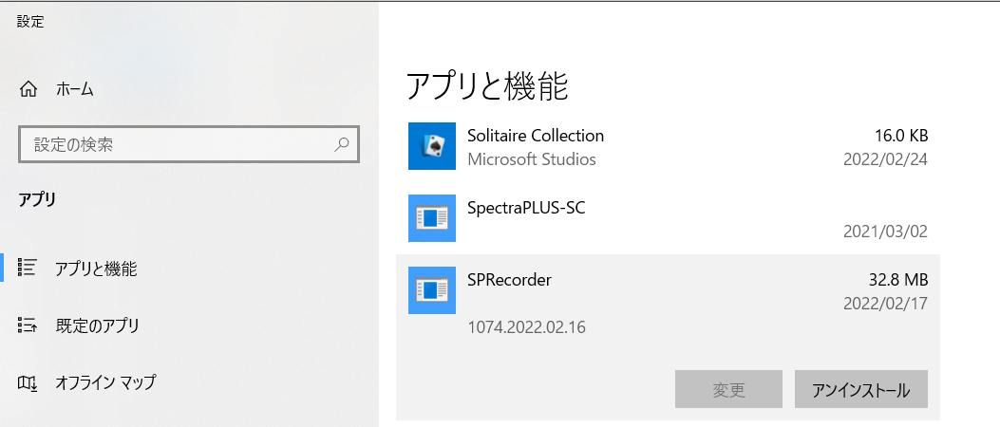 設定
ホーム
設定の検索
アプリ
アプリと機能
既定のアプリ
オフライン マップ
アプリと機能
Solitaire Collection 16.0 KB
Microsoft Studios 2022/02/24
SpectraPLUS-SC
2021/03/02
SPRecorder 32.8 MB
2022/02/17
1074.2022.02.16
変更 アンインストール